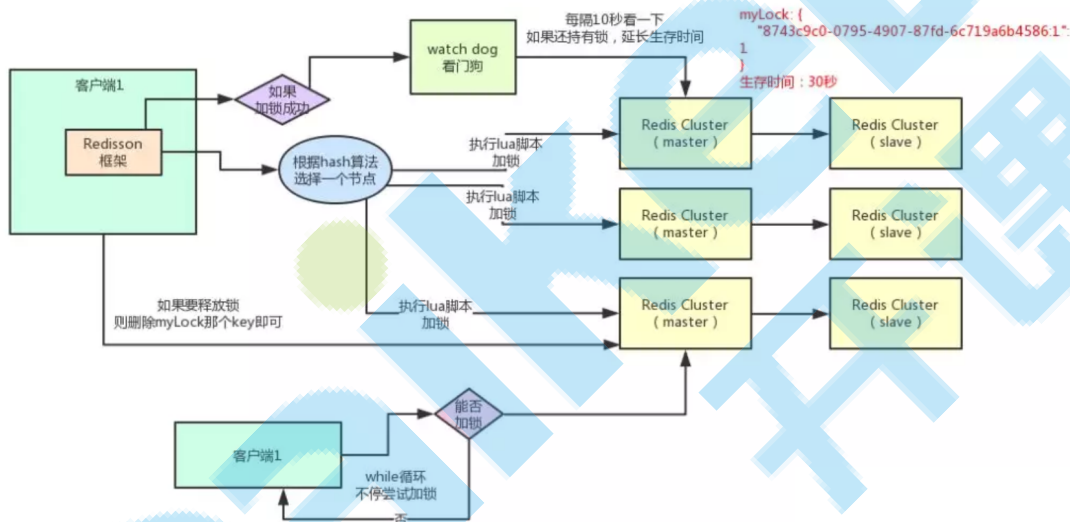 每隔10秒看一下
如果还持有锁,延长生存时间
myLock: {
"8743c9c0-0795-4907-87fd-6c719a6b4586:1":
1
}
生存时间：30秒
watch dog
看门狗
客户端1
如果
加锁成功
Redisson
框架
根据hash算法
选择一个节点
执行lua脚本
加锁
Redis Cluster
（master）
Redis Cluster
（slave）
执行lua脚本
加锁
Redis Cluster
（master）
Redis Cluster
（slave）
如果要释放锁
则删除myLock那个key即可
执行lua脚本
加锁
Redis Cluster
（master）
Redis Cluster
（slave）
能否
加锁
客户端1
while循环
不停尝试加锁
否